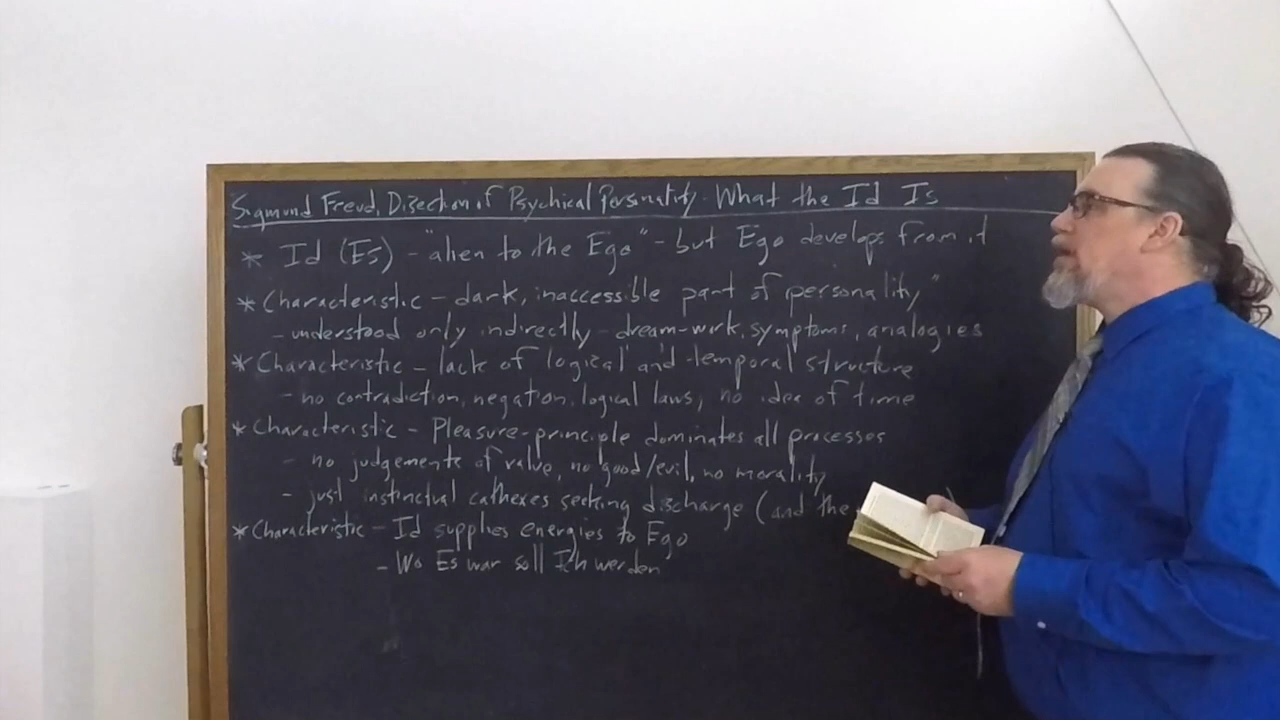 Sigmund Freud, Disection of Psychical Personality - What the Id Is
* Id (Es) - "alien to the Ego" - but Ego develops from it
* Characteristic - dark, inaccessible part of personality"
- understood only indirectly - dream-work, symptoms, analogies
* Characteristic - lack of logical and temporal structure
- no contradiction, negation, logical laws, no idea of time
* Characteristic - Pleasure-principle dominates all processes
- no judgements of value, no good/evil, no morality
- just instinctual cathexes seeking discharge (and the
* Characteristic - Id supplies energies to Ego
- Wo Es war soll Ich werden